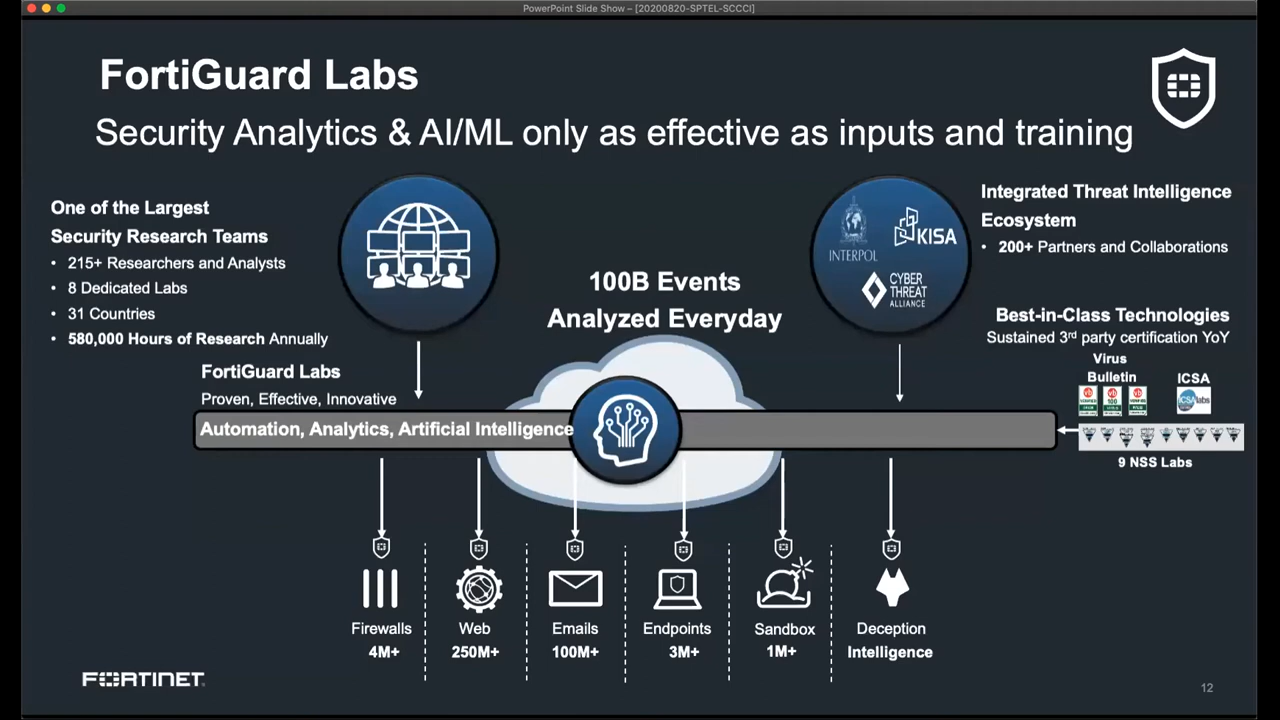 PowerPoint Slide Show – [20200820-SPTEL-SCCCI]
FortiGuard Labs
Security Analytics & AI/ML only as effective as inputs and training
One of the Largest
Security Research Teams
• 215+ Researchers and Analysts
• 8 Dedicated Labs
• 31 Countries
• 580,000 Hours of Research Annually
INTERPOL
KISA
CYBER
THREAT
ALLIANCE
Integrated Threat Intelligence
Ecosystem
• 200+ Partners and Collaborations
100B Events
Analyzed Everyday
Best-in-Class Technologies
Sustained 3rd party certification YoY
Virus
Bulletin
ICSA
ICSAlabs
9 NSS Labs
FortiGuard Labs
Proven, Effective, Innovative
Automation, Analytics, Artificial Intelligence
Firewalls
4M+
Web
250M+
Emails
100M+
Endpoints
3M+
Sandbox
1M+
Deception
Intelligence
FORTINET
12